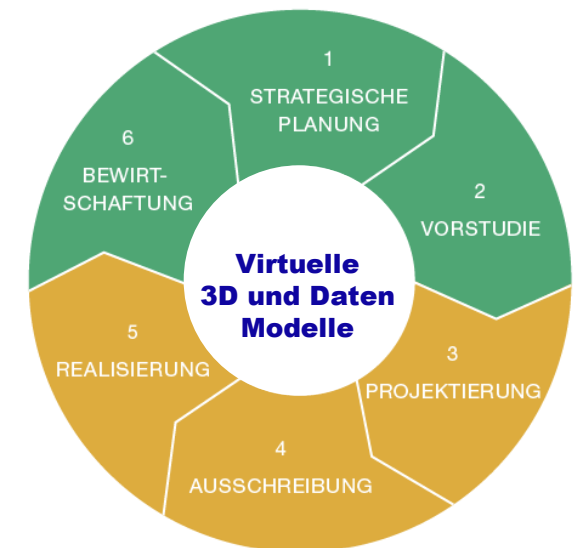 1
STRATEGISCHE
PLANUNG
2
VORSTUDIE
3
PROJEKTIERUNG
4
AUSSCHREIBUNG
5
REALISIERUNG
6
BEWIRT-
SCHAFTUNG
Virtuelle
3D und Daten
Modelle